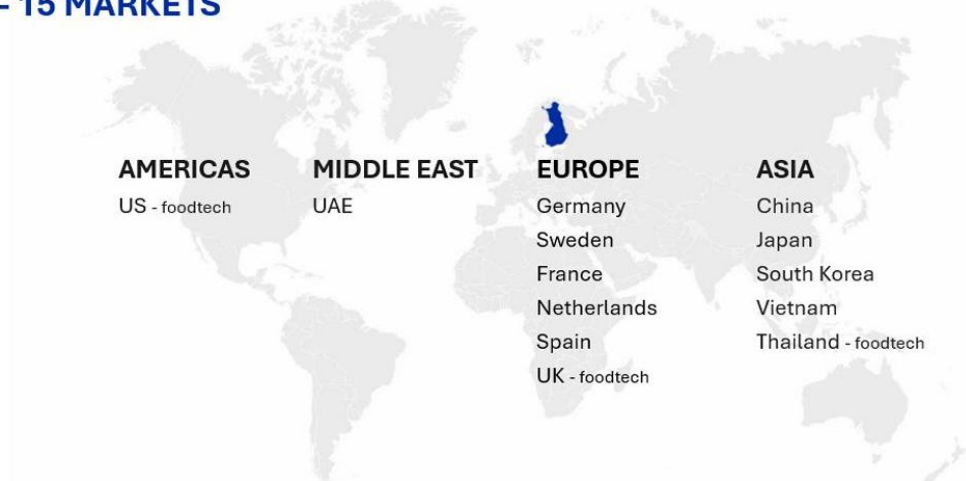 - 15 MARKETS
AMERICAS
US - foodtech
MIDDLE EAST
UAE
EUROPE
Germany
Sweden
France
Netherlands
Spain
UK - foodtech
ASIA
China
Japan
South Korea
Vietnam
Thailand - foodtech